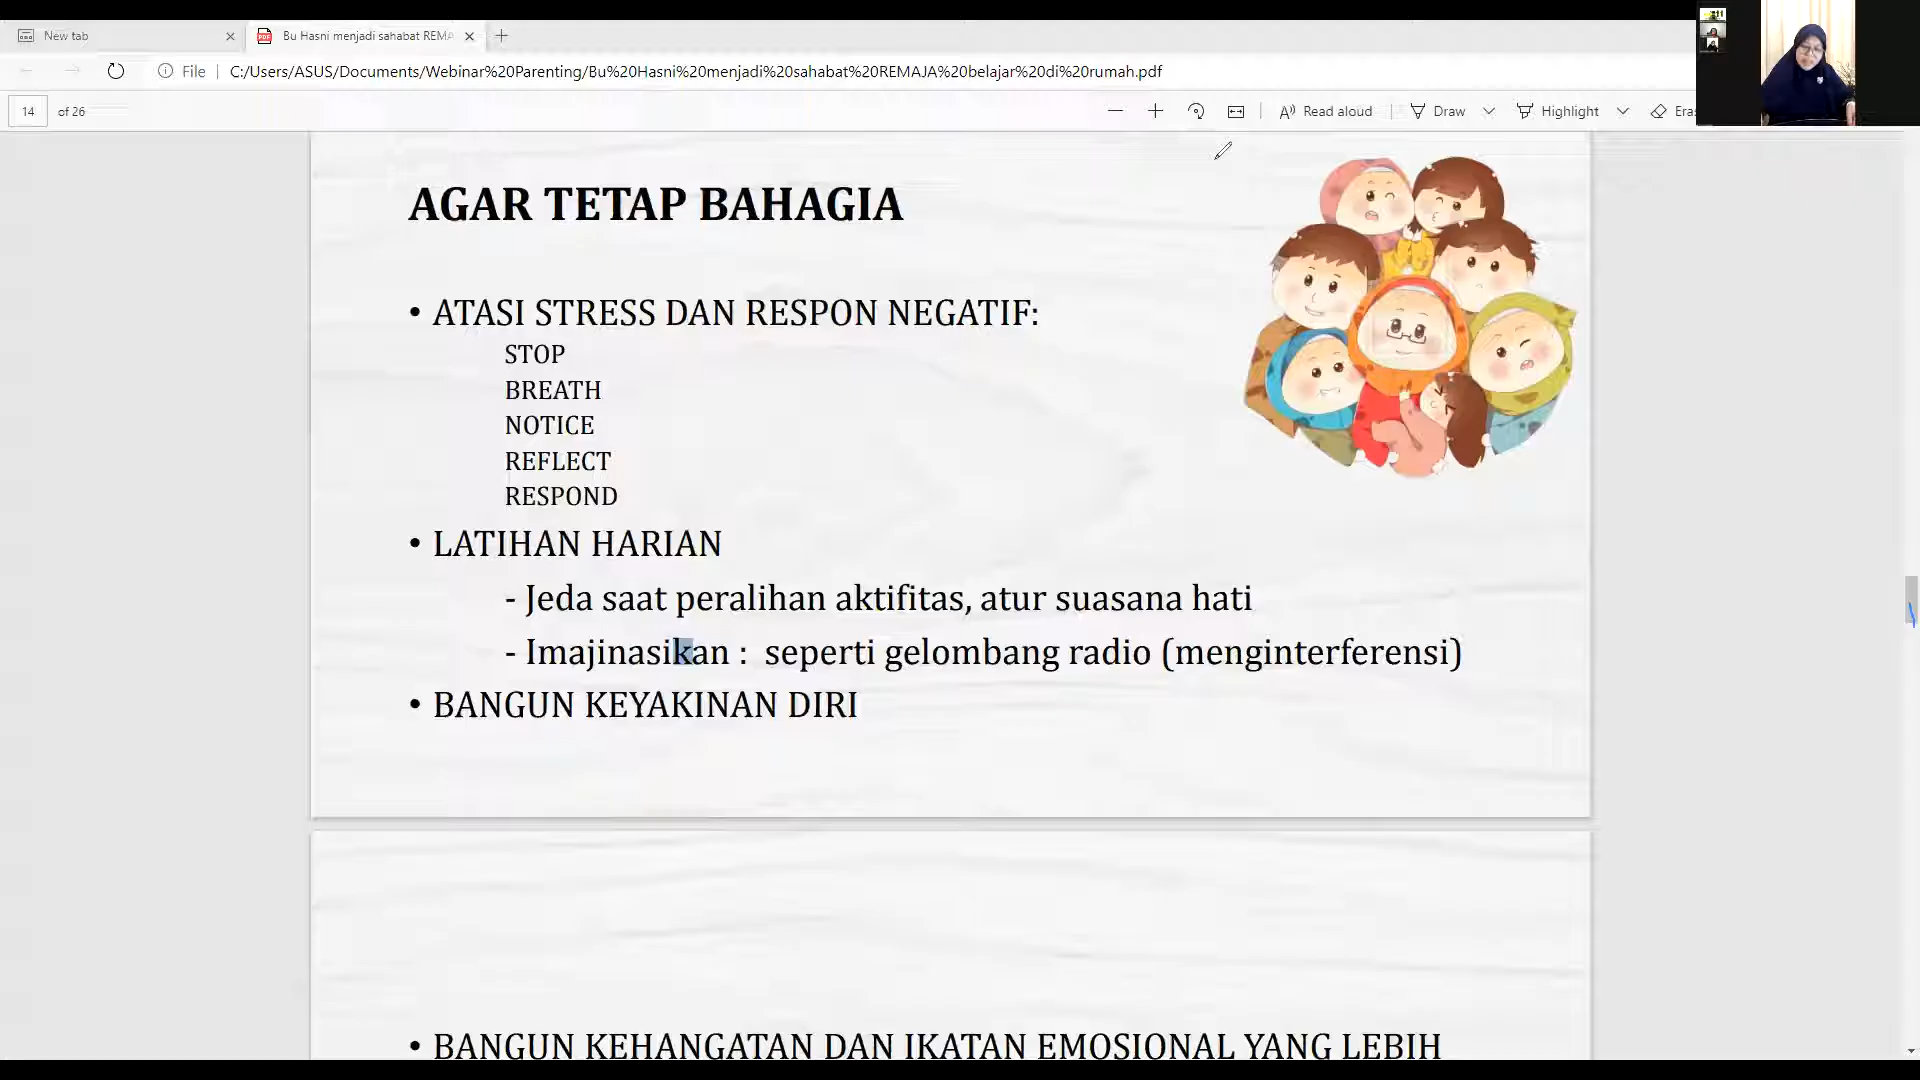 New tab
Bu Hasni menjadi sahabat REMA
File
C:/Users/ASUS/Documents/Webinar%20Parenting/Bu%20Hasni%20menjadi%20sahabat%20REMAJA%20belajar%20di%20rumah.pdf
14 of 26
Read aloud
Draw
Highlight
Eras
AGAR TETAP BAHAGIA
• ATASI STRESS DAN RESPON NEGATIF:
STOP
BREATH
NOTICE
REFLECT
RESPOND
• LATIHAN HARIAN
- Jeda saat peralihan aktifitas, atur suasana hati
- Imajinasikan : seperti gelombang radio (menginterferensi)
• BANGUN KEYAKINAN DIRI
• BANGUN KEHANGATAN DAN IKATAN EMOSIONAL YANG LEBIH